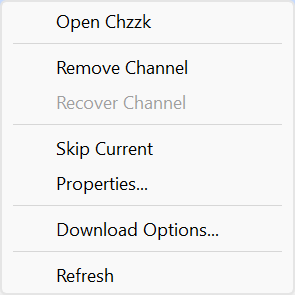 Open Chzzk
Remove Channel
Recover Channel
Skip Current
Properties...
Download Options...
Refresh